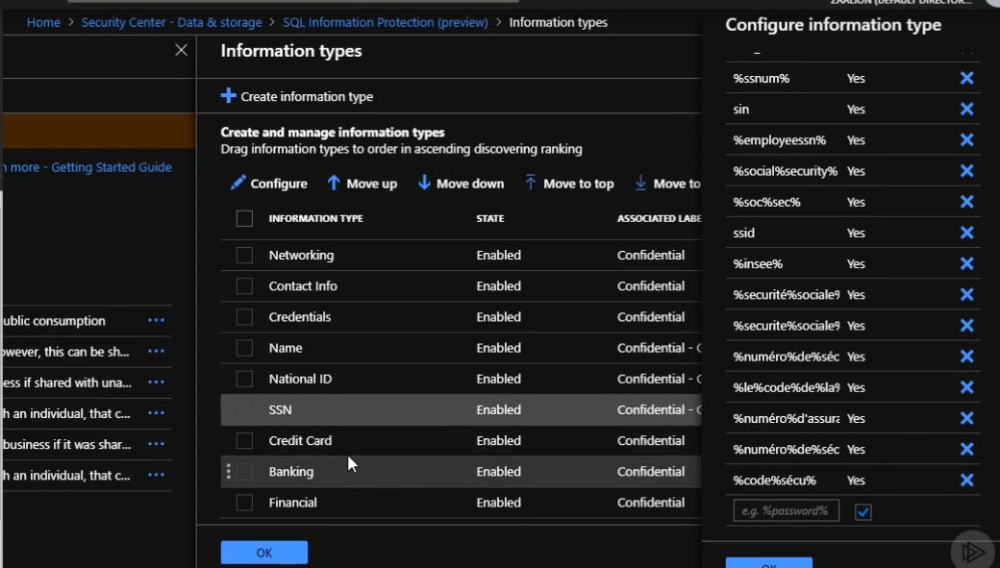 Home > Security Center - Data & storage > SQL Information Protection (preview) > Information types
Information types
Create information type
Create and manage information types
Drag information types to order in ascending discovering ranking
Configure Move up Move down Move to top Move to
INFORMATION TYPE STATE ASSOCIATED LABE
Networking Enabled Confidential
Contact Info Enabled Confidential
Credentials Enabled Confidential
Name Enabled Confidential - G
National ID Enabled Confidential - G
SSN Enabled Confidential - G
Credit Card Enabled Confidential
Banking Enabled Confidential
Financial Enabled Confidential
OK
more - Getting Started Guide
ublic consumption ...
owever, this can be sh... ...
ess if shared with una... ...
h an individual, that c... ...
business if it was shar... ...
h an individual, that c... ...
ZAALION (DEFAULT DIRECTOR...
Configure information type
%ssnum% Yes
sin Yes
%employeessn% Yes
%social%security% Yes
%soc%sec% Yes
ssid Yes
%insee% Yes
%securité%sociale% Yes
%securite%sociale% Yes
%numéro%de%séc Yes
%le%code%de%la% Yes
%numéro%d'assura Yes
%numéro%de%séc Yes
%code%sécu% Yes
e.g. %password%
OK